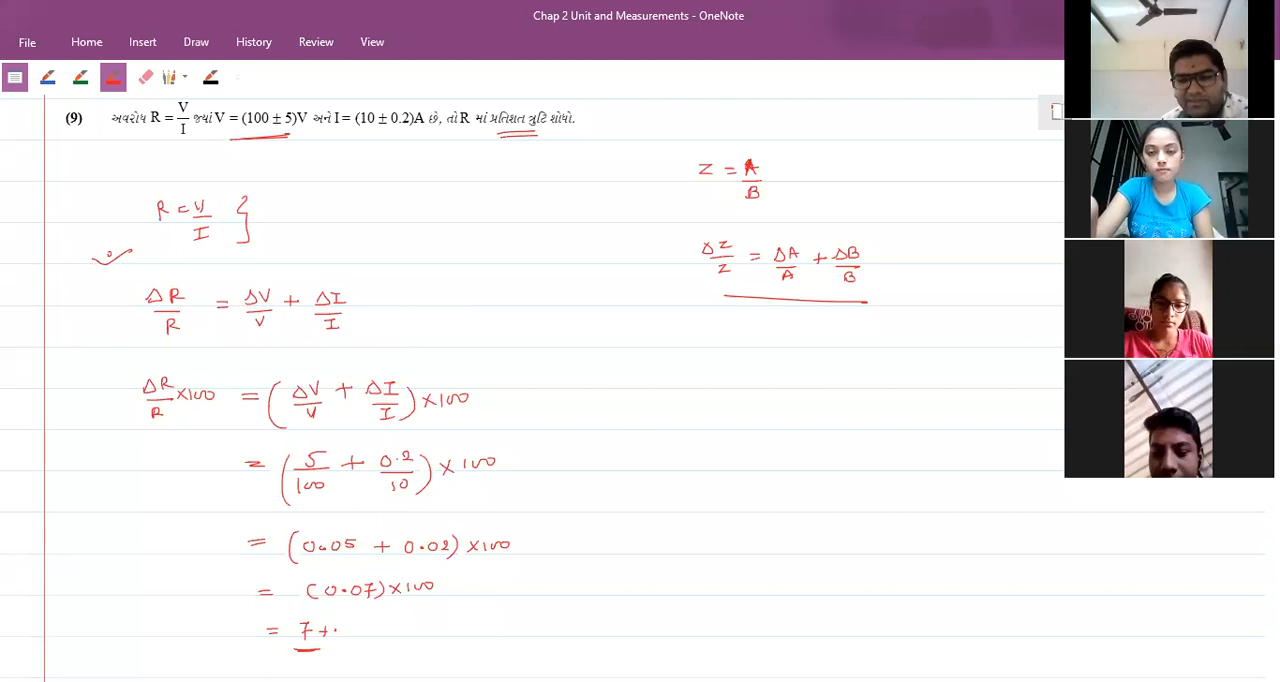 Chap 2 Unit and Measurements - OneNote
File Home Insert Draw History Review View
(9) અવરોધ R = V/I જ્યાં V = (100 ± 5)V અને I = (10 ± 0.2)A છે, તો R માં પ્રતિશત ત્રુટિ શોધો.
Z = A/B
R = V/I }
ΔZ/Z = ΔA/A + ΔB/B
ΔR/R = ΔV/V + ΔI/I
ΔR/R × 100 = (ΔV/V + ΔI/I) × 100
= (5/100 + 0.2/10) × 100
= (0.05 + 0.02) × 100
= (0.07) × 100
= 7